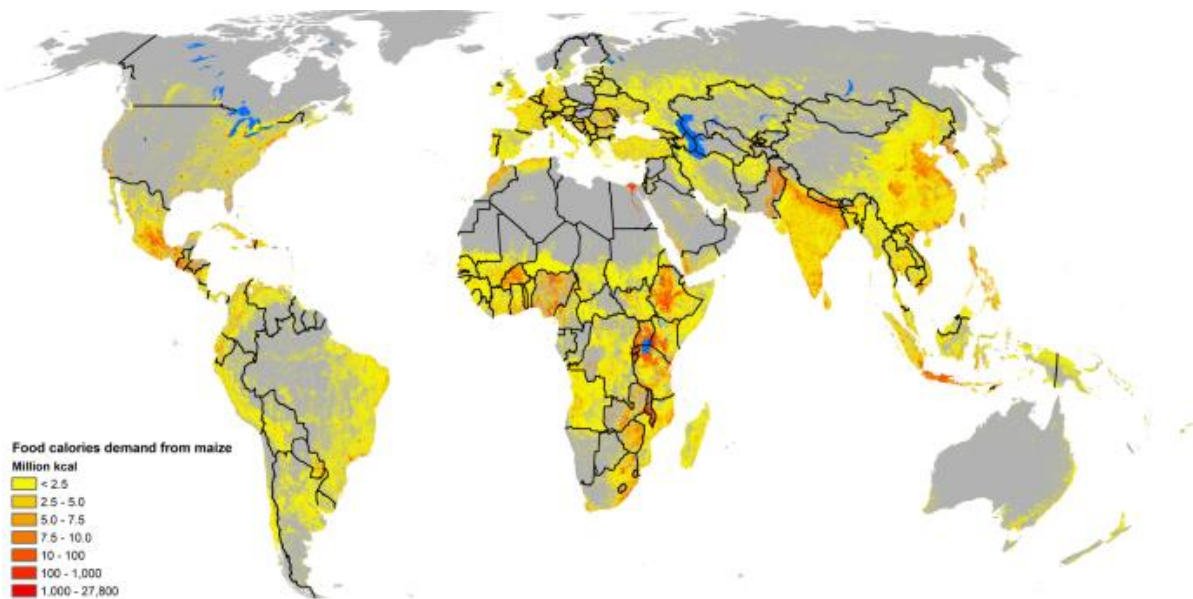 Food calories demand from maize
Million kcal
< 2.5
2.5 - 5.0
5.0 - 7.5
7.5 - 10.0
10 - 100
100 - 1,000
1,000 - 27,800